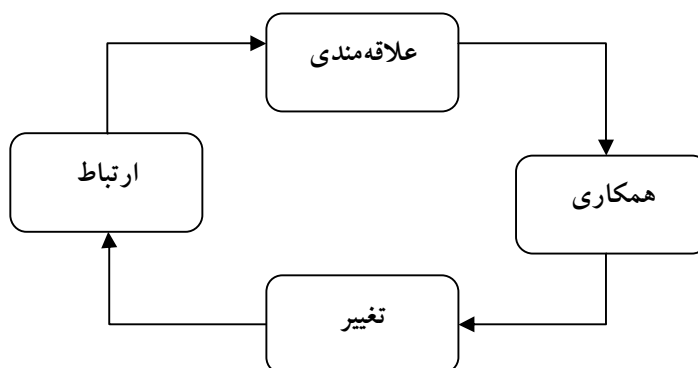 علاقه‌مندی
ارتباط
همکاری
تغییر